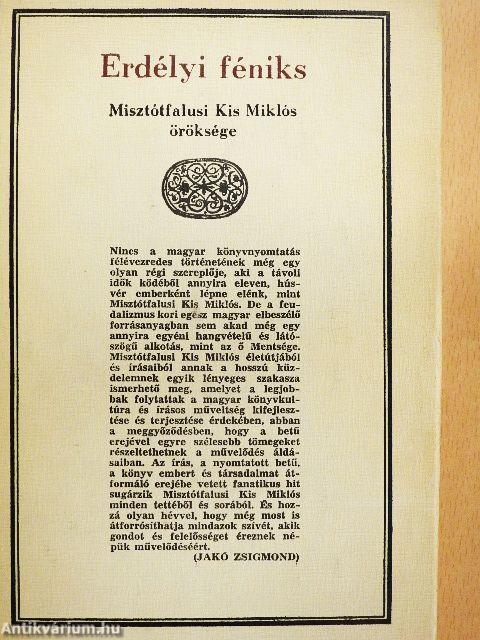 Erdélyi féniks
Misztótfalusi Kis Miklós
öröksége
Nincs a magyar könyvnyomtatás
félévezredes történetének még egy
olyan régi szereplője, aki a távoli
idők ködéből annyira eleven, hús-
vér emberként lépne elénk, mint
Misztótfalusi Kis Miklós. De a feu-
dalizmus kori egész magyar elbeszélő
forrásanyagban sem akad még egy
annyira egyéni hangvételű és látó-
szögű alkotás, mint az ő Mentsége.
Misztótfalusi Kis Miklós életútjából
és írásaiból annak a hosszú küz-
delemnek egyik lényeges szakasza
ismerhető meg, amelyet a legjob-
bak folytattak a magyar könyvkul-
túra és írásos műveltség kifejlesz-
tése és terjesztése érdekében, abban
a meggyőződésben, hogy a betű
erejével egyre szélesebb tömegeket
részeltethetnek a művelődés áldá-
saiban. Az írás, a nyomtatott betű,
a könyv embert és társadalmat át-
formáló erejébe vetett fanatikus hit
sugárzik Misztótfalusi Kis Miklós
minden tettéből és sorából. És hoz-
zá olyan hévvel, hogy még most is
átforrósíthatja mindazok szívét, akik
gondot és felelősséget éreznek né-
pük művelődéséért.
(JAKÓ ZSIGMOND)
Antikvárium.hu